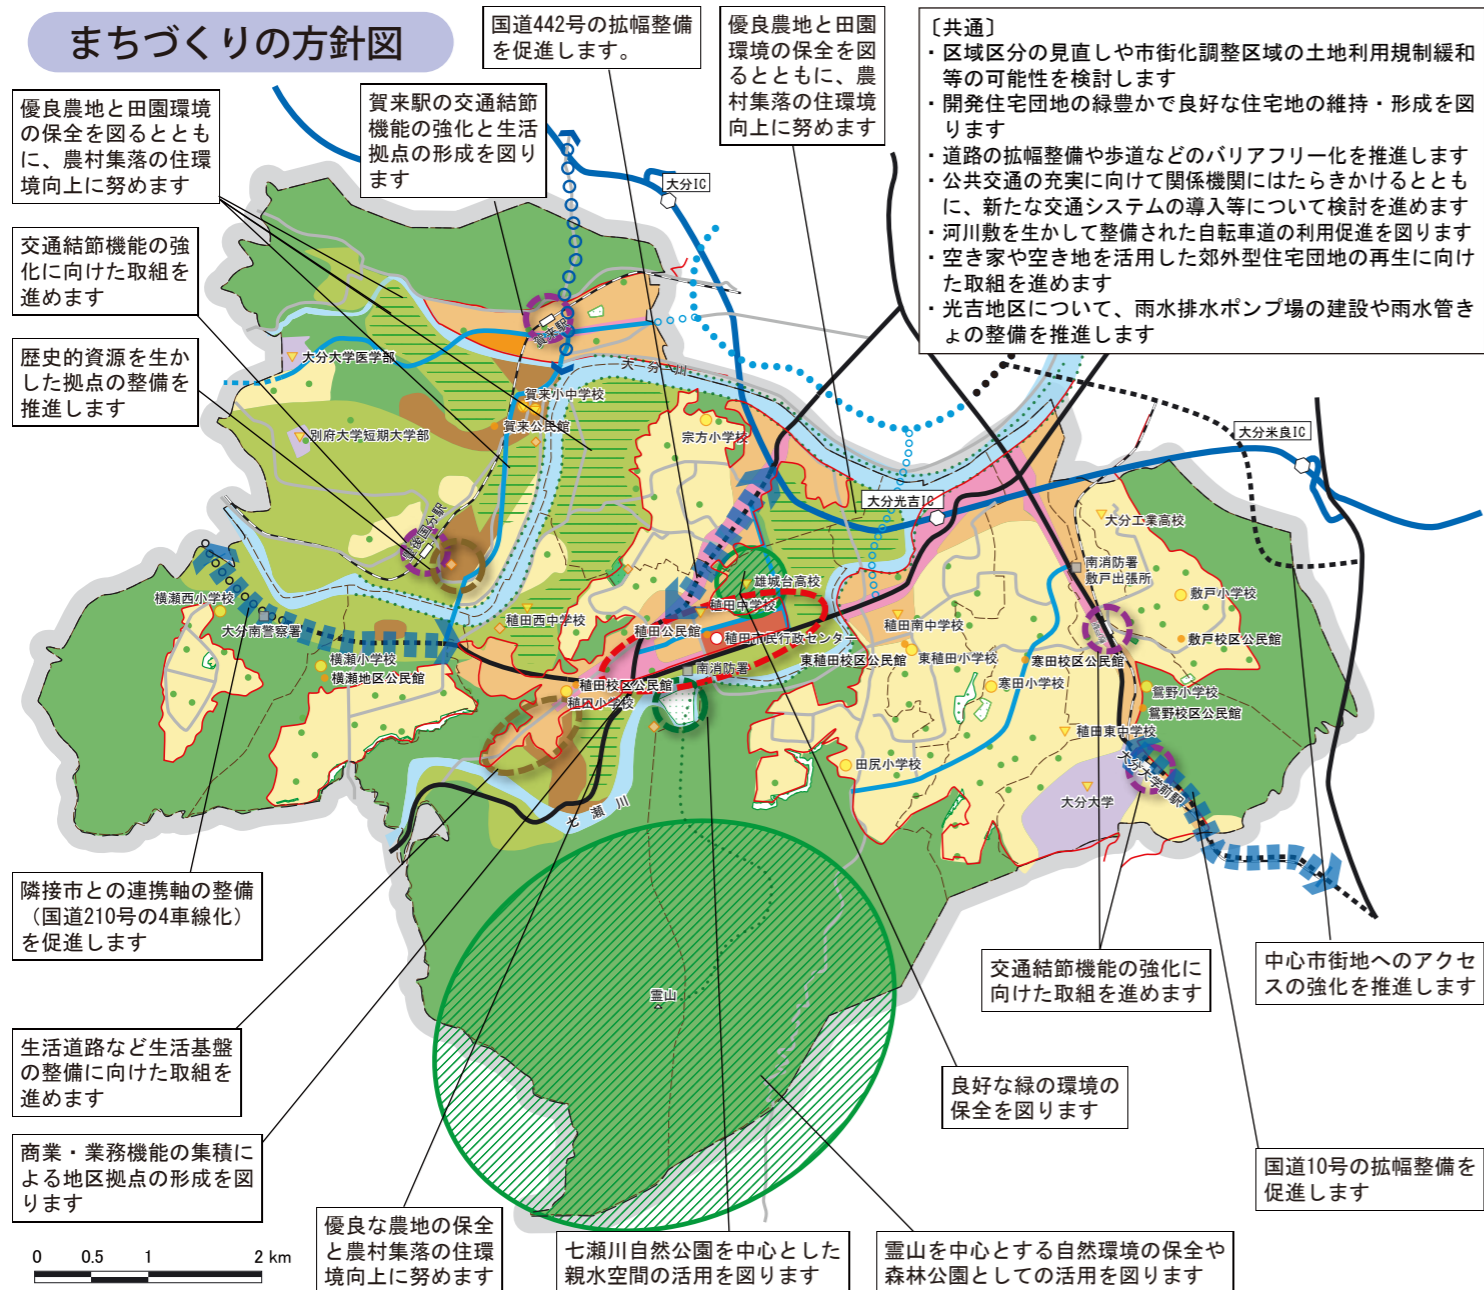 まちづくりの方針図
国道442号の拡幅整備
を促進します。
優良農地と田園
環境の保全を図
るとともに、農
村集落の住環境
向上に努めます
〔共通〕
・区域区分の見直しや市街化調整区域の土地利用規制緩和
等の可能性を検討します
・開発住宅団地の緑豊かで良好な住宅地の維持・形成を図
ります
・道路の拡幅整備や歩道などのバリアフリー化を推進します
・公共交通の充実に向けて関係機関にはたらきかけるととも
に、新たな交通システムの導入等について検討を進めます
・河川敷を生かして整備された自転車道の利用促進を図ります
・空き家や空き地を活用した郊外型住宅団地の再生に向け
た取組を進めます
・光吉地区について、雨水排水ポンプ場の建設や雨水管き
ょの整備を推進します
優良農地と田園環境
の保全を図るととも
に、農村集落の住環
境向上に努めます
賀来駅の交通結節
機能の強化と生活
拠点の形成を図り
ます
交通結節機能の強
化に向けた取組を
進めます
歴史的資源を生か
した拠点の整備を
推進します
大分IC
賀来駅
大分川
大分大学医学部
賀来小中学校
賀来公民館
別府大学短期大学部
宗方小学校
大分米良IC
大分光吉IC
豊後国分駅
大分工業高校
南消防署
敷戸出張所
敷戸小学校
敷戸校区公民館
雄城台高校
稙田中学校
稙田公民館
稙田市民行政センター
稙田西中学校
稙田南中学校
東稙田校区公民館
東稙田小学校
寒田校区公民館
寒田小学校
横瀬西小学校
大分南警察署
横瀬小学校
横瀬地区公民館
南消防署
稙田校区公民館
稙田小学校
鴛野小学校
鴛野校区公民館
稙田東中学校
田尻小学校
大分大学前駅
大分大学
七瀬川
霊山
隣接市との連携軸の整備
（国道210号の4車線化）
を促進します
交通結節機能の強化に
向けた取組を進めます
中心市街地へのアクセ
スの強化を推進します
生活道路など生活基盤
の整備に向けた取組を
進めます
良好な緑の環境の
保全を図ります
商業・業務機能の集積に
よる地区拠点の形成を図
ります
国道10号の拡幅整備を
促進します
優良な農地の保全
と農村集落の住環
境向上に努めます
七瀬川自然公園を中心とした
親水空間の活用を図ります
霊山を中心とする自然環境の保全や
森林公園としての活用を図ります
0 0.5 1 2 km